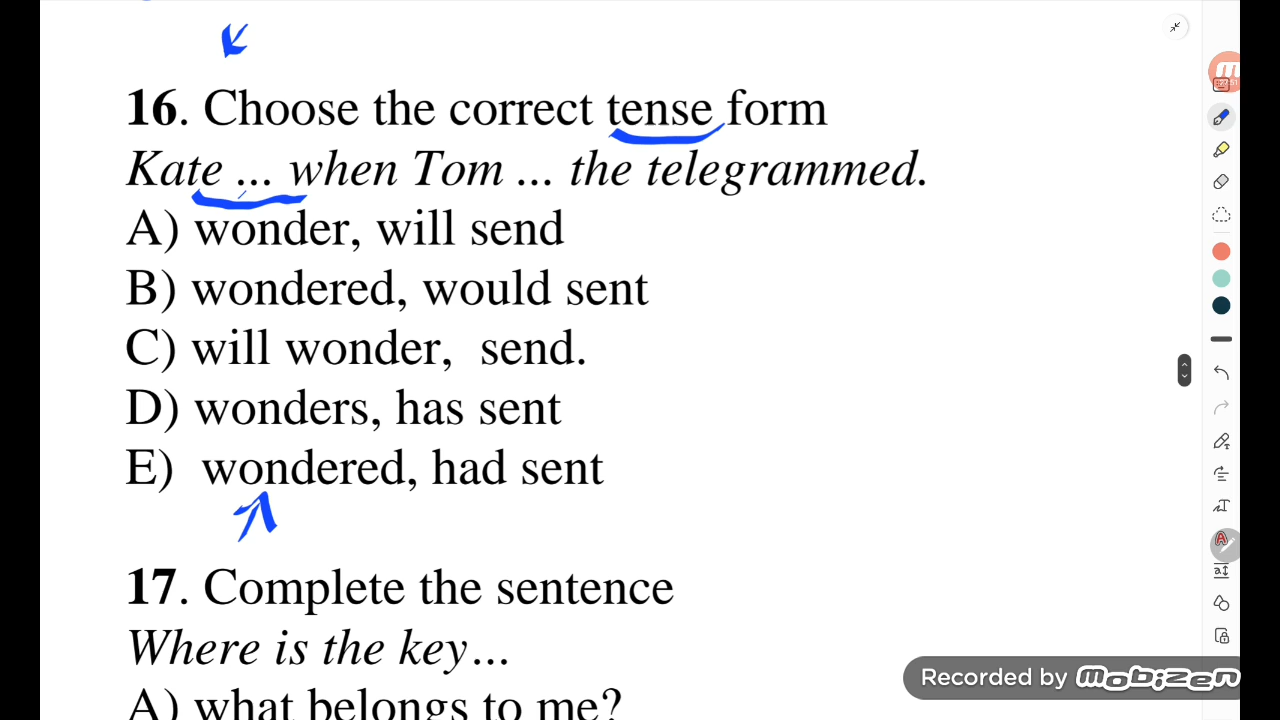 16. Choose the correct tense form
Kate ... when Tom ... the telegrammed.
A) wonder, will send
B) wondered, would sent
C) will wonder,  send.
D) wonders, has sent
E)  wondered, had sent
17. Complete the sentence
Where is the key...
A) what belongs to me?
Recorded by mobizen